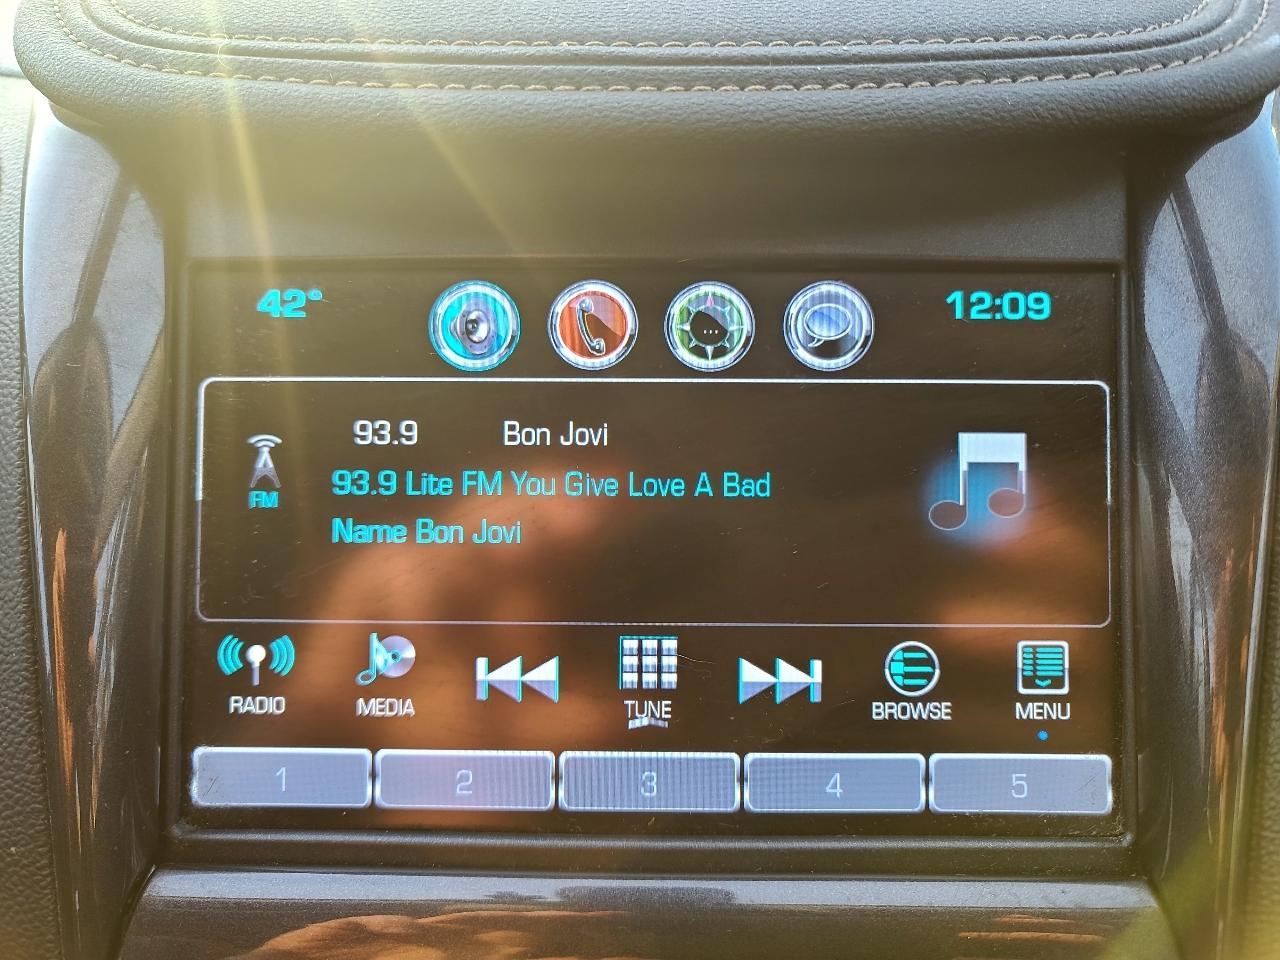 42° 12:09
93.9 Bon Jovi
93.9 Lite FM You Give Love A Bad
Name Bon Jovi
FM
RADIO MEDIA TUNE BROWSE MENU
1 2 3 4 5